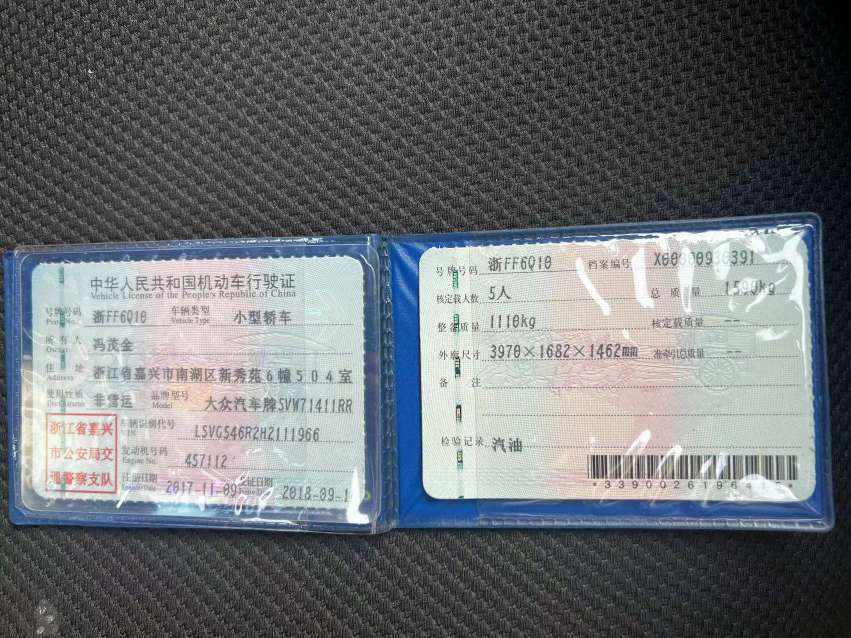 中华人民共和国机动车行驶证
Vehicle License of the People's Republic of China
号牌号码 浙FF6Q10 车辆类型 小型轿车
Plate No. Vehicle Type
所有人 冯茂金
Owner
住址 浙江省嘉兴市南湖区新秀苑6幢504室
Address
使用性质 非营运 品牌型号 大众汽车牌SVW71411RR
Use Character Model
浙江省嘉兴
市公安局交
通警察支队
车辆识别代号 LSVG546R2H2111966
VIN
发动机号码 457112
Engine No.
注册日期 2017-11-09 发证日期
Register Date Issue Date
号牌号码 浙FF6Q10 档案编号
核定载人数 5人 总质量 1590kg
整备质量 1110kg 核定载质量 --
外廓尺寸 3970×1682×1462mm 准牵引总质量 --
备注
检验记录 汽油